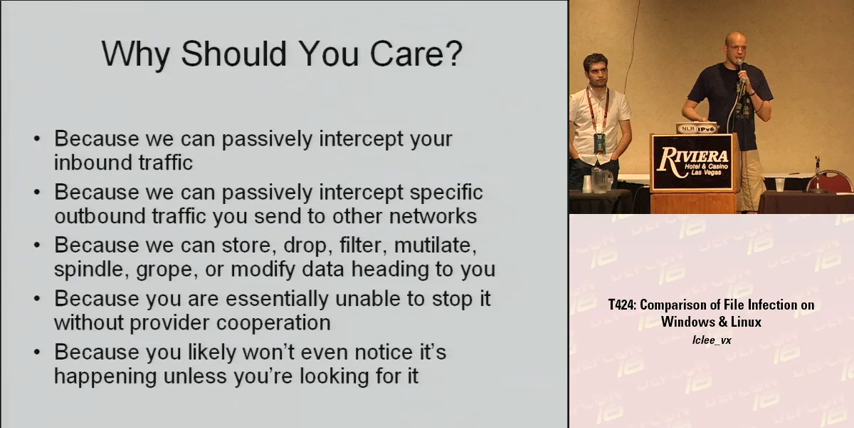 Why Should You Care?
• Because we can passively intercept your
inbound traffic
• Because we can passively intercept specific
outbound traffic you send to other networks
• Because we can store, drop, filter, mutilate,
spindle, grope, or modify data heading to you
• Because you are essentially unable to stop it
without provider cooperation
• Because you likely won't even notice it's
happening unless you're looking for it
NLR IPv6
RIVIERA
Hotel & Casino
Las Vegas
T424: Comparison of File Infection on
Windows & Linux
lclee_vx